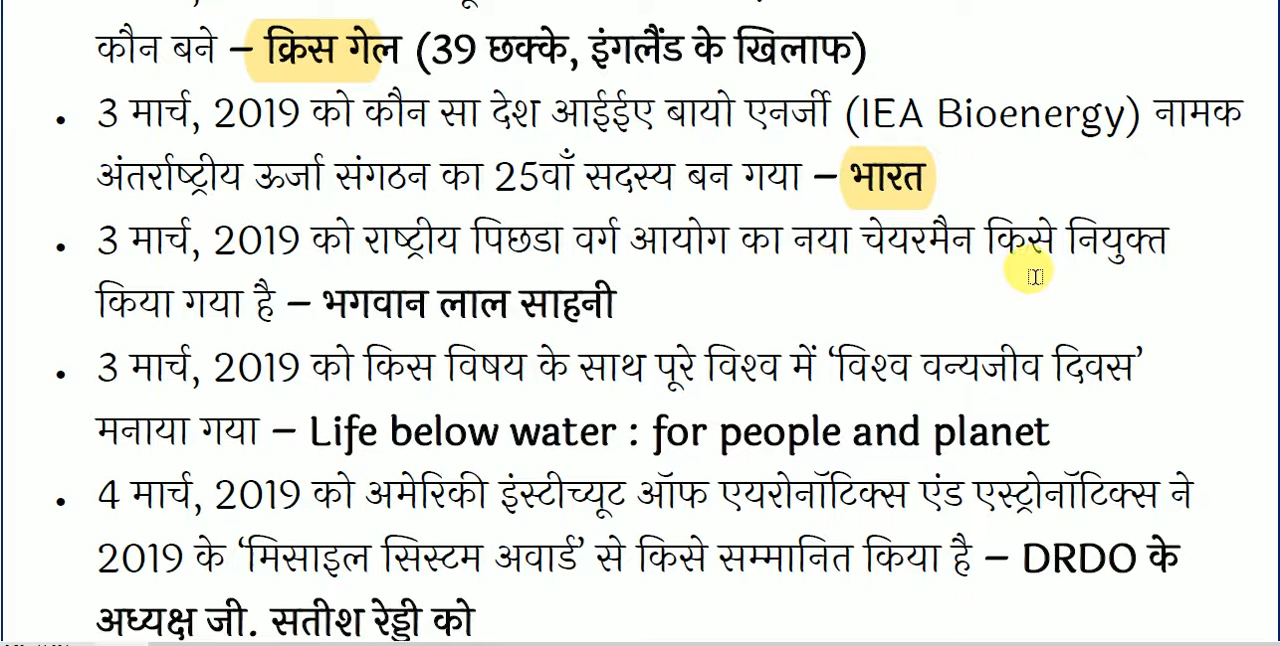 कौन बने – क्रिस गेल (39 छक्के, इंगलैंड के खिलाफ)
• 3 मार्च, 2019 को कौन सा देश आईईए बायो एनर्जी (IEA Bioenergy) नामक
अंतर्राष्ट्रीय ऊर्जा संगठन का 25वाँ सदस्य बन गया – भारत
• 3 मार्च, 2019 को राष्ट्रीय पिछडा वर्ग आयोग का नया चेयरमैन किसे नियुक्त
किया गया है – भगवान लाल साहनी
• 3 मार्च, 2019 को किस विषय के साथ पूरे विश्व में ‘विश्व वन्यजीव दिवस’
मनाया गया – Life below water : for people and planet
• 4 मार्च, 2019 को अमेरिकी इंस्टीच्यूट ऑफ एयरोनॉटिक्स एंड एस्ट्रोनॉटिक्स ने
2019 के ‘मिसाइल सिस्टम अवार्ड’ से किसे सम्मानित किया है – DRDO के
अध्यक्ष जी. सतीश रेड्डी को